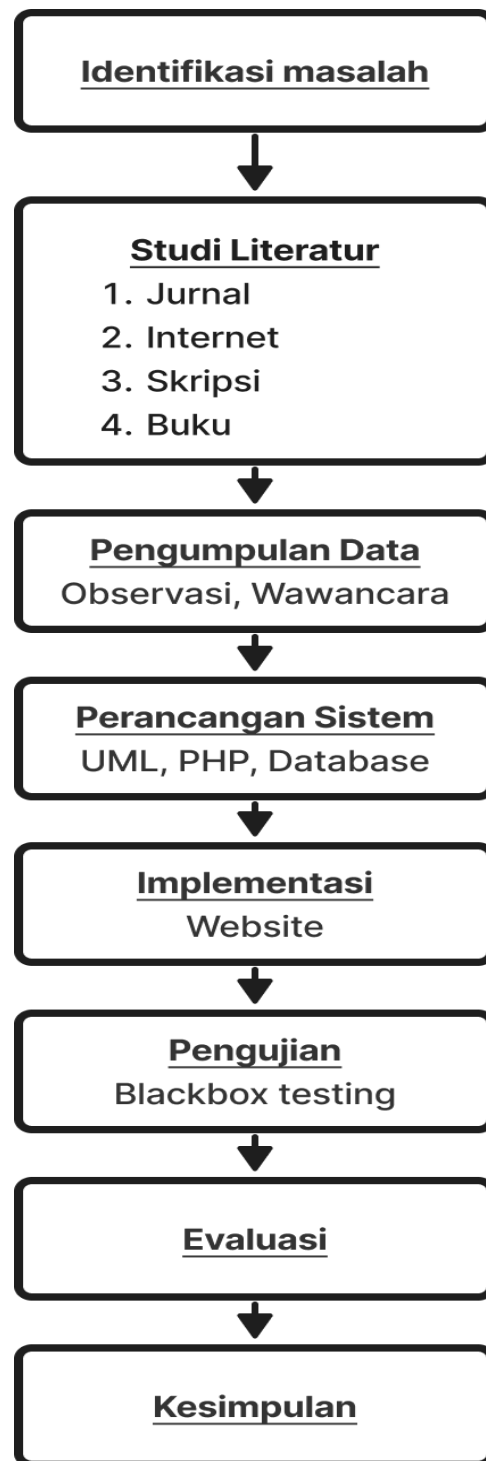 Identifikasi masalah
Studi Literatur
1. Jurnal
2. Internet
3. Skripsi
4. Buku
Pengumpulan Data
Observasi, Wawancara
Perancangan Sistem
UML, PHP, Database
Implementasi
Website
Pengujian
Blackbox testing
Evaluasi
Kesimpulan